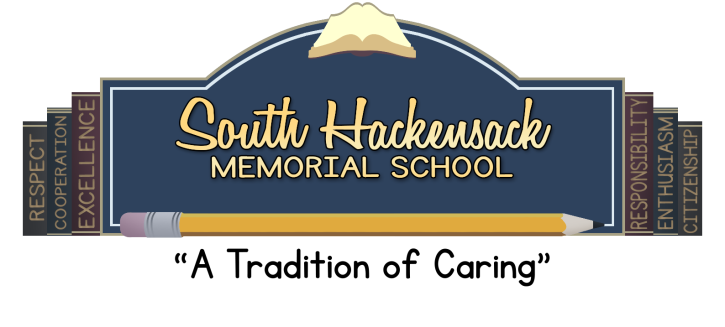 RESPECT
COOPERATION
EXCELLENCE
South Hackensack
MEMORIAL SCHOOL
RESPONSIBILITY
ENTHUSIASM
CITIZENSHIP
“A Tradition of Caring”